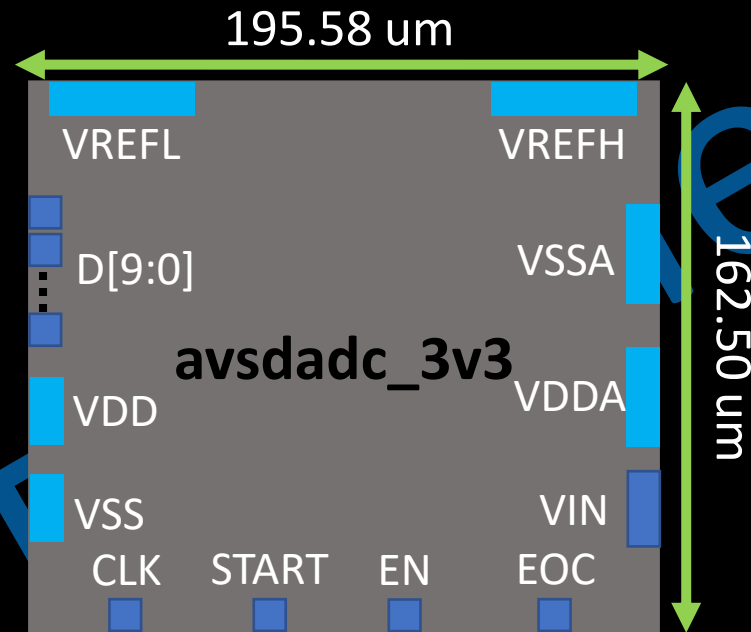 195.58 um
VREFL VREFH
D[9:0] VSSA
162.50 um
avsdadc_3v3
VDD VDDA
VSS VIN
CLK START EN EOC